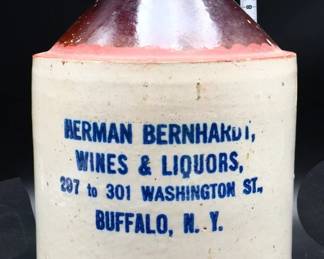 HERMAN BERNHARDT,
WINES & LIQUORS,
297 to 301 WASHINGTON ST.,
BUFFALO, N. Y.